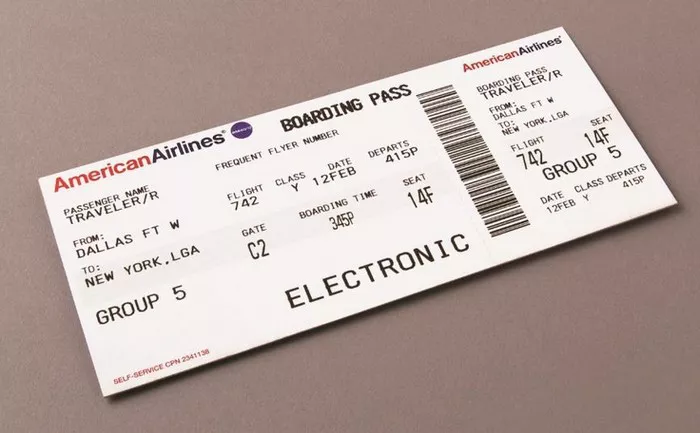 AmericanAirlines®
BOARDING PASS
FREQUENT FLYER NUMBER
PASSENGER NAME
TRAVELER/R
FLIGHT CLASS DATE DEPARTS
742 Y 12FEB 415P
FROM:
DALLAS FT W
GATE BOARDING TIME SEAT
C2 345P 14F
TO:
NEW YORK,LGA
GROUP 5
ELECTRONIC
SELF-SERVICE CPN 2341138
AmericanAirlines®
BOARDING PASS
TRAVELER/R
FROM:
DALLAS FT W
TO:
NEW YORK,LGA
FLIGHT SEAT
742 14F
GROUP 5
DATE CLASS DEPARTS
12FEB Y 415P